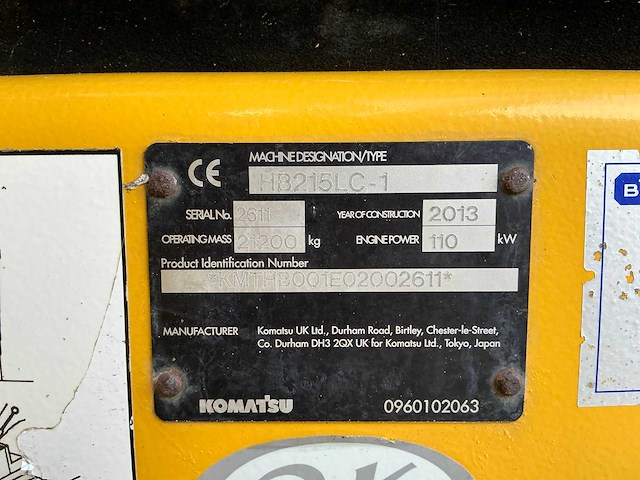 CE
MACHINE DESIGNATION/TYPE
HB215LC-1
SERIAL No. 2611 YEAR OF CONSTRUCTION 2013
OPERATING MASS 21200 kg ENGINE POWER 110 kW
Product Identification Number
*KMTHB001E02002611*
MANUFACTURER Komatsu UK Ltd., Durham Road, Birtley, Chester-le-Street,
Co. Durham DH3 2QX UK for Komatsu Ltd., Tokyo, Japan
KOMATSU 0960102063